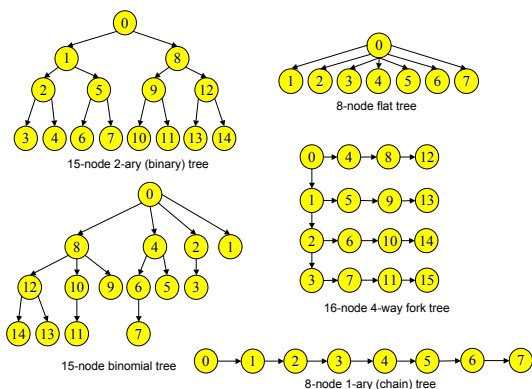 0
1 8
2 5 9 12
3 4 6 7 10 11 13 14
15-node 2-ary (binary) tree
0
1 2 3 4 5 6 7
8-node flat tree
0 4 8 12
1 5 9 13
2 6 10 14
3 7 11 15
16-node 4-way fork tree
0
8 4 2 1
12 10 9 6 5 3
14 13 11 7
15-node binomial tree
0 1 2 3 4 5 6 7
8-node 1-ary (chain) tree